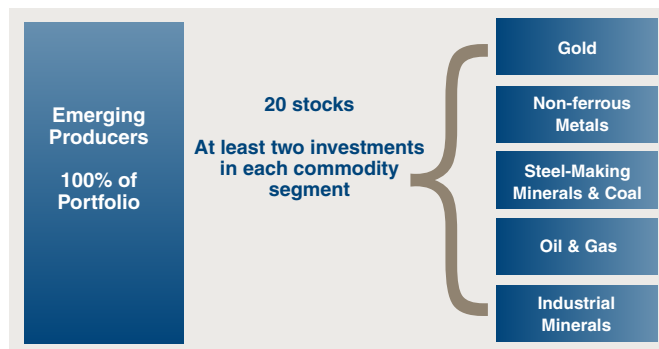 Emerging
Producers
100% of
Portfolio
20 stocks
At least two investments
in each commodity
segment
Gold
Non-ferrous
Metals
Steel-Making
Minerals & Coal
Oil & Gas
Industrial
Minerals